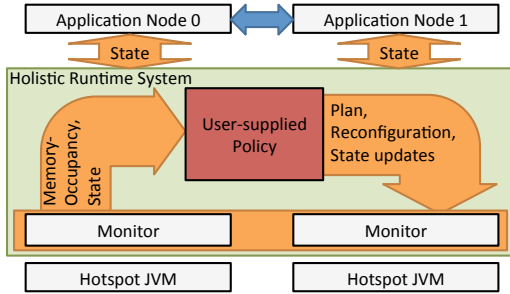 Application Node 0
Application Node 1
State
State
Holistic Runtime System
Memory-
Occupancy,
State
User-supplied
Policy
Plan,
Reconfiguration,
State updates
Monitor
Monitor
Hotspot JVM
Hotspot JVM